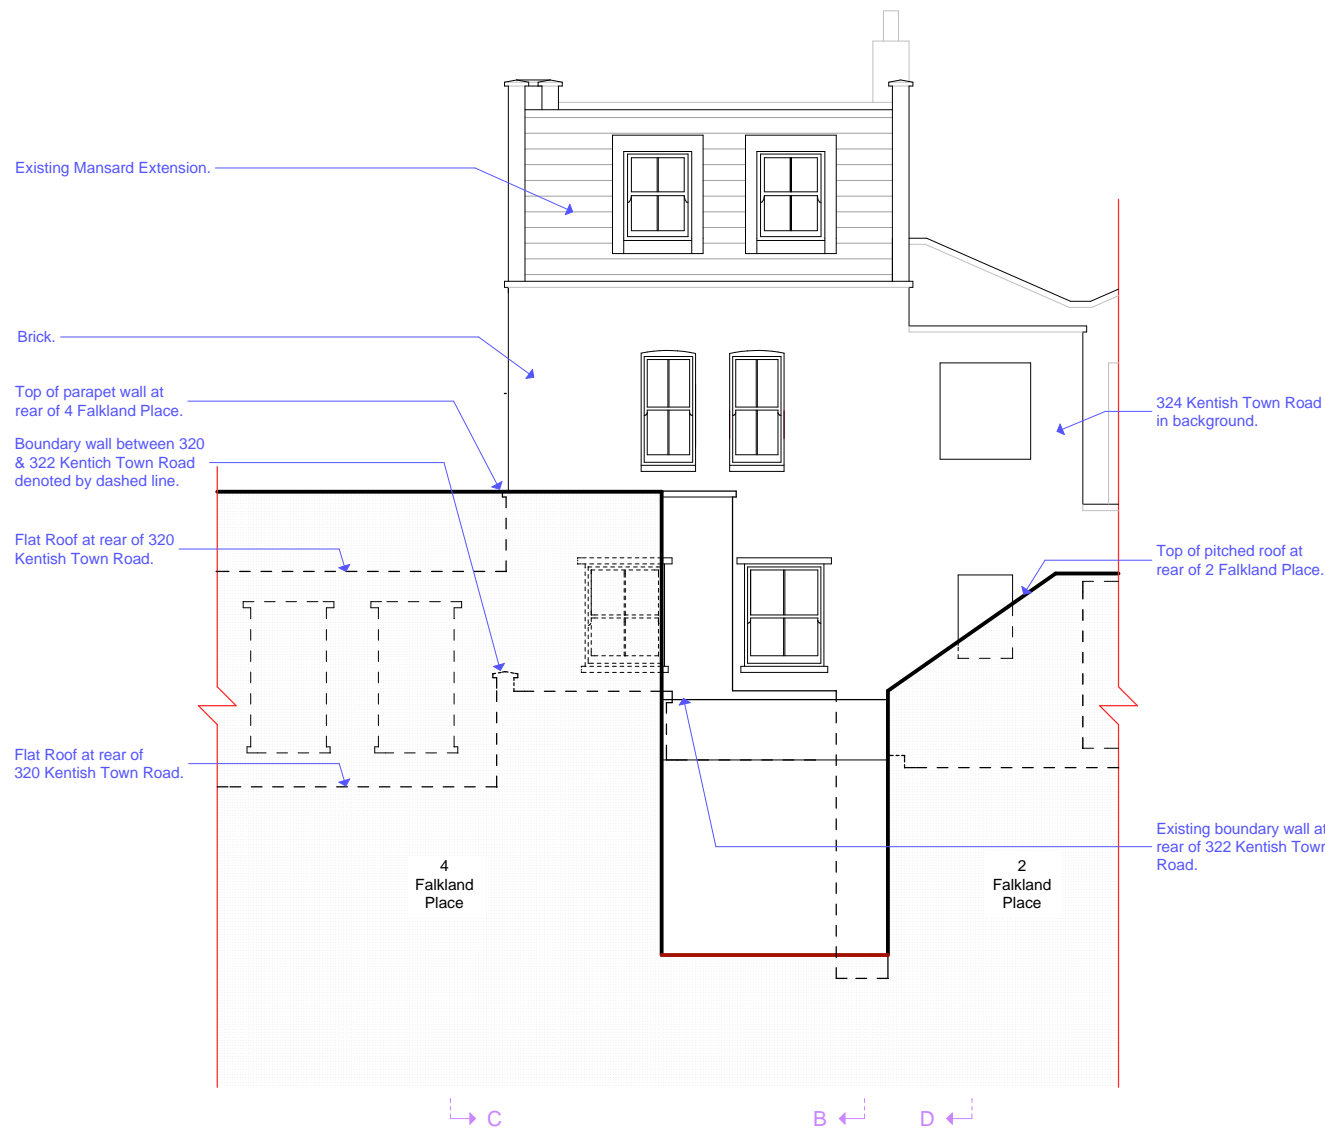 Existing Mansard Extension.
Brick.
Top of parapet wall at
rear of 4 Falkland Place.
Boundary wall between 320
& 322 Kentich Town Road
denoted by dashed line.
324 Kentish Town Road
in background.
Flat Roof at rear of 320
Kentish Town Road.
Top of pitched roof at
rear of 2 Falkland Place.
Flat Roof at rear of
320 Kentish Town Road.
Existing boundary wall at
rear of 322 Kentish Town
Road.
4
Falkland
Place
2
Falkland
Place
C
B
D